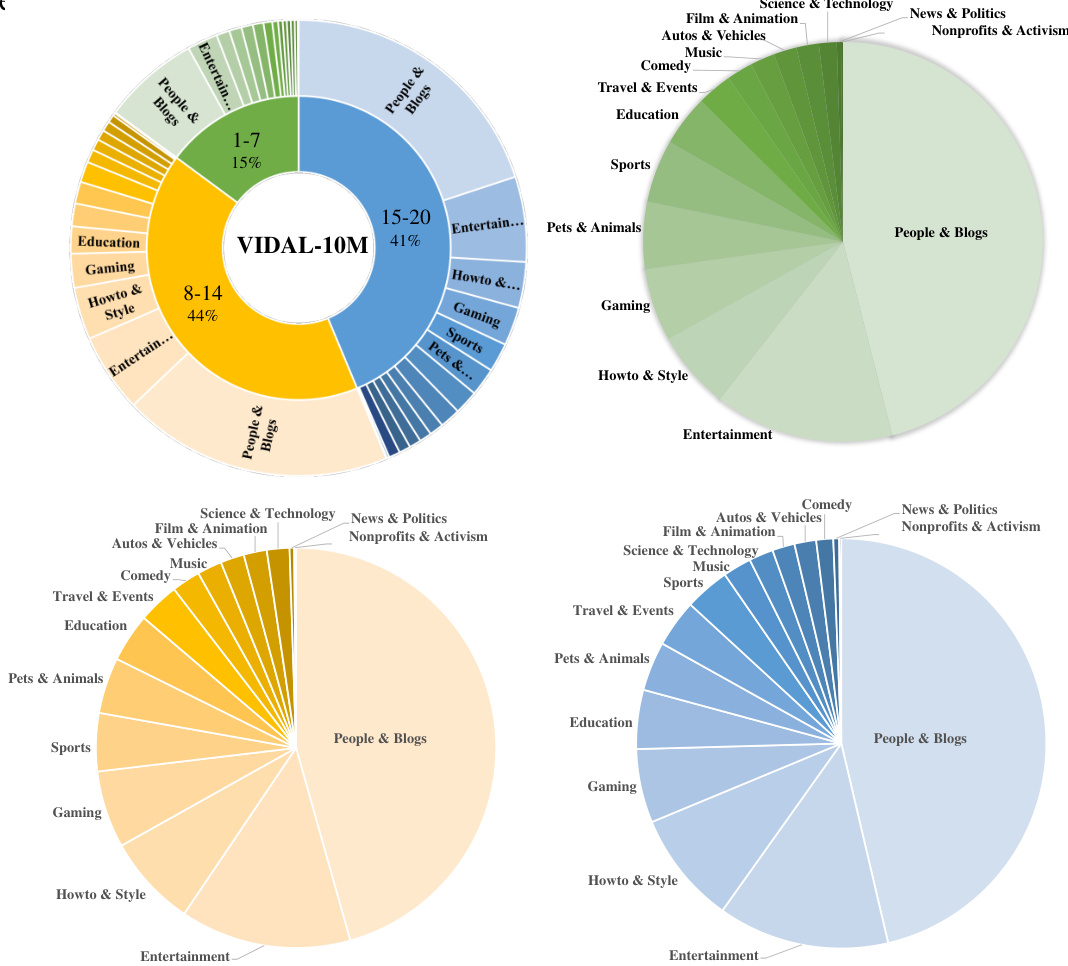 People &
Blogs
Entertain…
Howto &…
Gaming
Sports
Pets &…
15-20
41%
People &
Blogs
Entertain…
Howto &
Style
Gaming
Education
8-14
44%
People &
Blogs
Entertain…
1-7
15%
VIDAL-10M
Science & Technology
Film & Animation
Autos & Vehicles
Music
Comedy
Travel & Events
Education
Sports
Pets & Animals
Gaming
Howto & Style
Entertainment
News & Politics
Nonprofits & Activism
People & Blogs
Science & Technology
Film & Animation
Autos & Vehicles
Music
Comedy
Travel & Events
Education
Pets & Animals
Sports
Gaming
Howto & Style
Entertainment
News & Politics
Nonprofits & Activism
People & Blogs
Comedy
Autos & Vehicles
Film & Animation
Science & Technology
Music
Sports
Travel & Events
Pets & Animals
Education
Gaming
Howto & Style
Entertainment
News & Politics
Nonprofits & Activism
People & Blogs